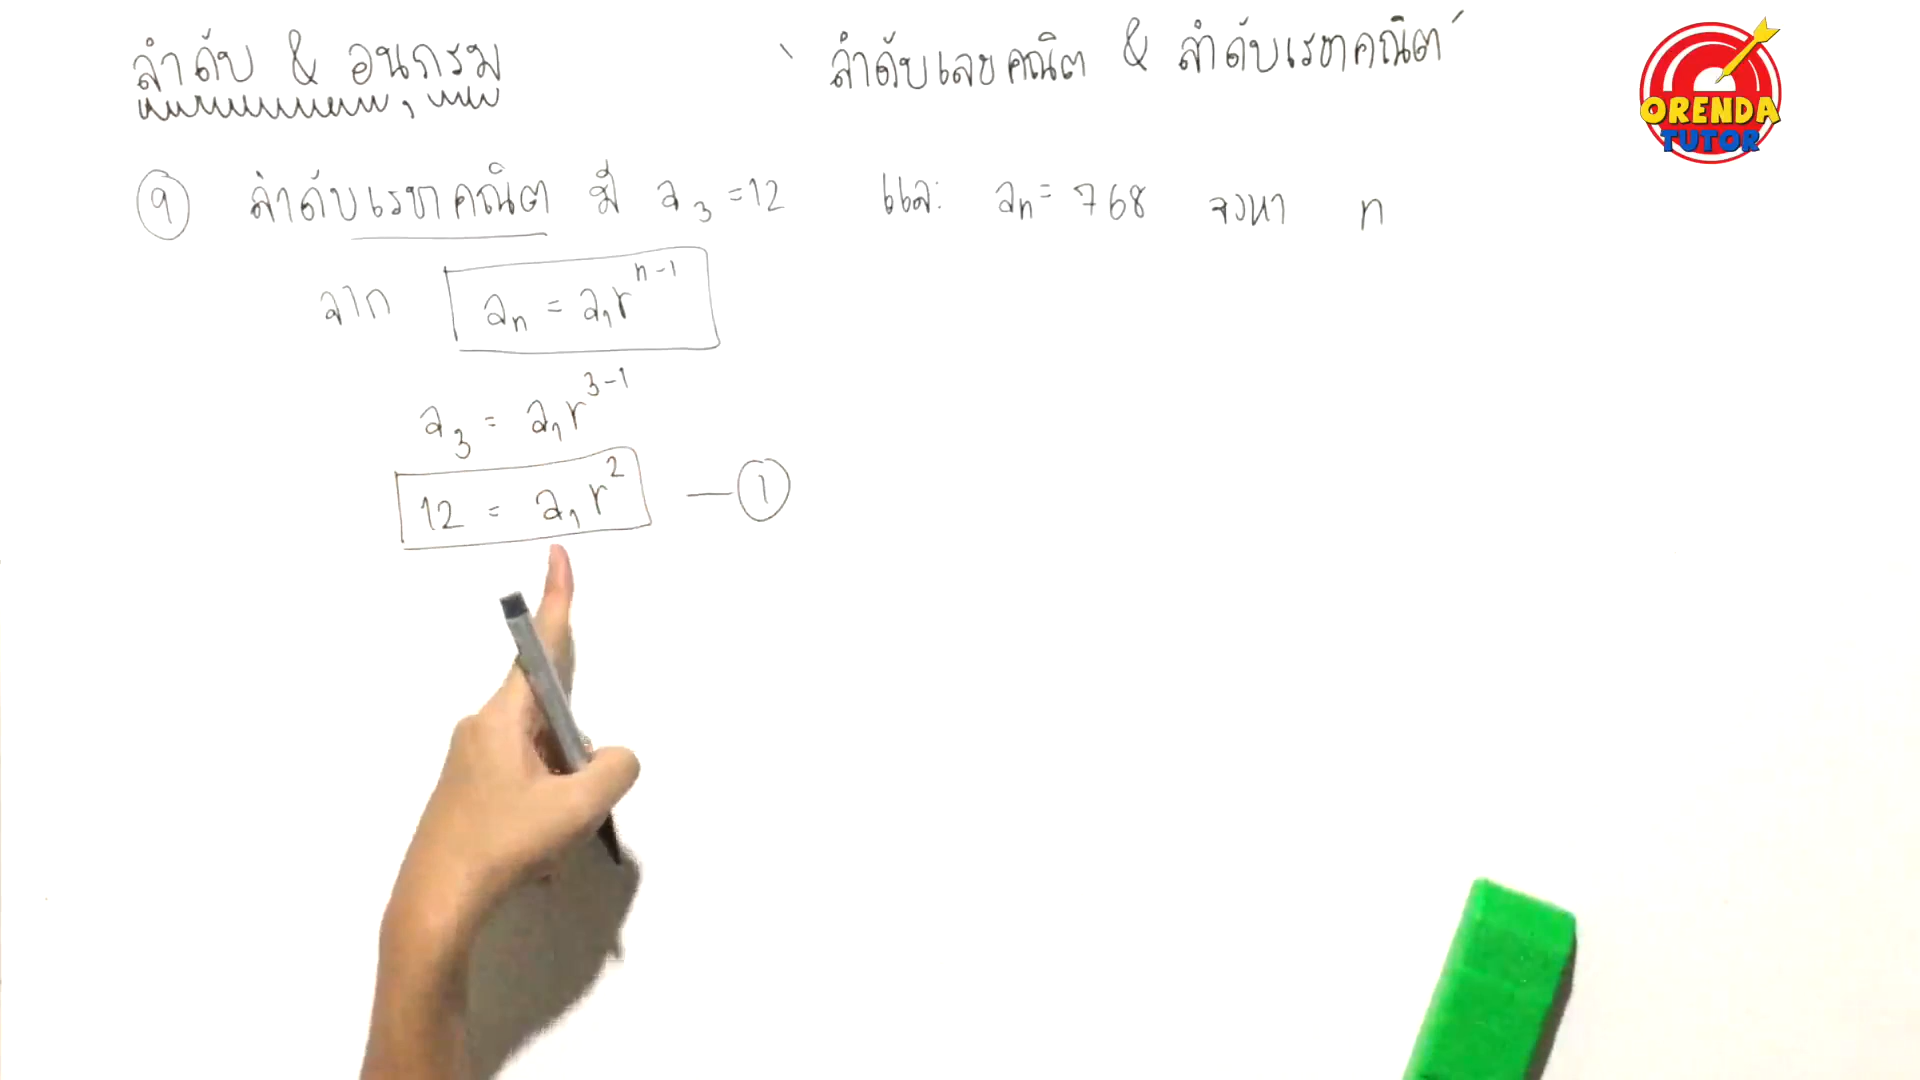 ลำดับ & อนุกรม
ลำดับเลขคณิต & ลำดับเรขาคณิต
ORENDA
TUTOR
9 ลำดับเรขาคณิต มี a₃ = 12 และ aₙ = 768 จงหา n
จาก aₙ = a₁rⁿ⁻¹
a₃ = a₁r³⁻¹
12 = a₁r² — ①